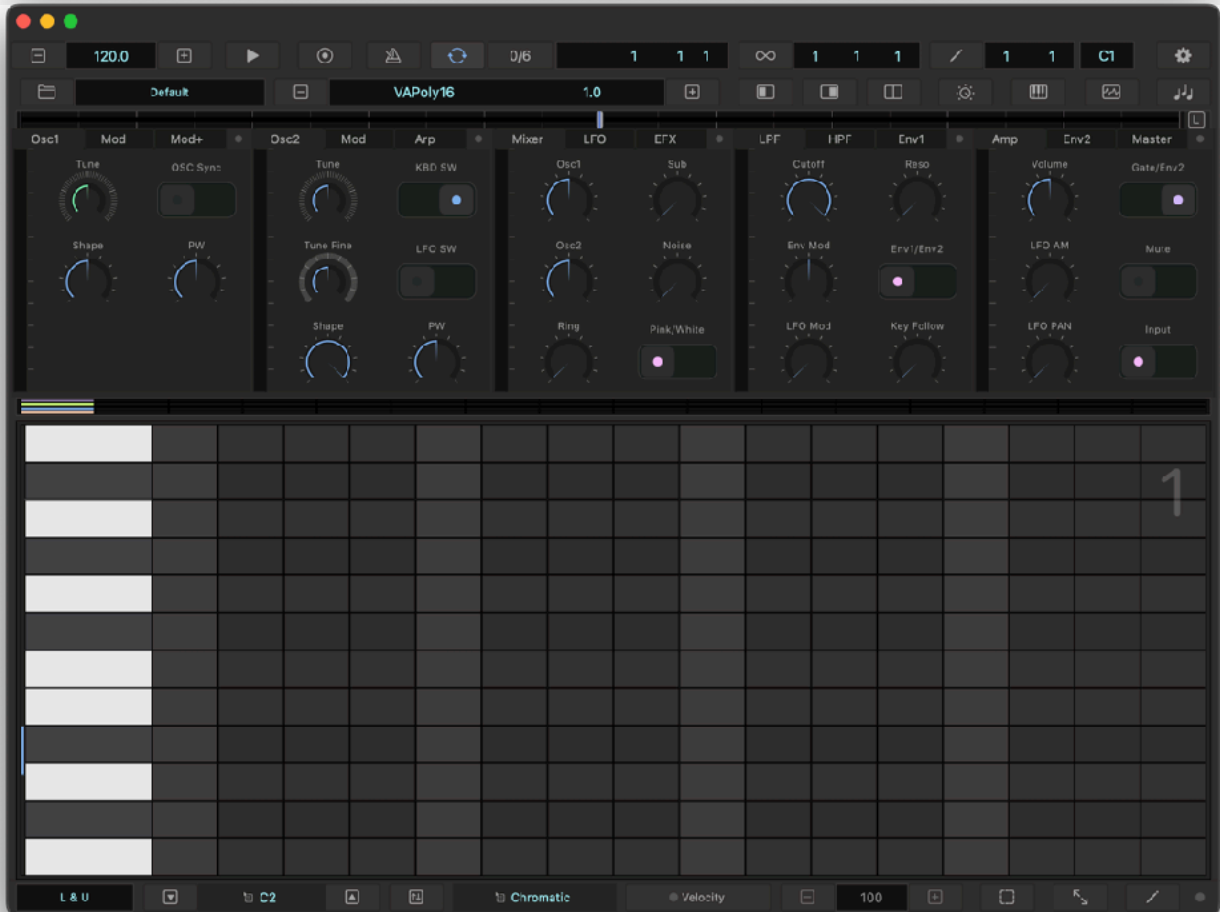 120.0 0/6 1 1 1 1 1 1 1 1 C1
Default VAPoly16 1.0
L
Osc1 Mod Mod+ Osc2 Mod Arp Mixer LFO EFX LPF HPF Env1 Amp Env2 Master
Tune OSC Sync Tune KBD SW Osc1 Sub Cutoff Reso Volume Gate/Env2
Shape PW Tune Fine LFO SW Osc2 Noise Env Mod Env1/Env2 LFO AM Mute
Shape PW Ring Pink/White LFO Mod Key Follow LFO PAN Input
1
L & U C2 Chromatic Velocity 100